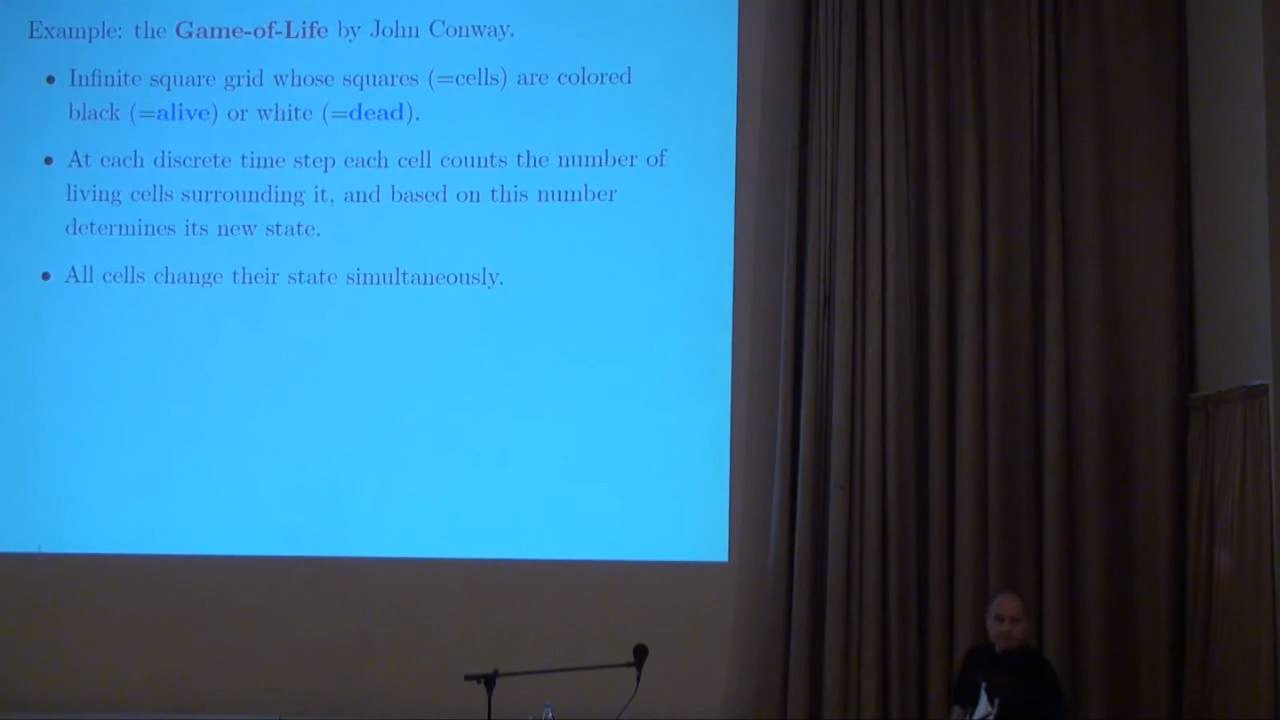 Example: the Game-of-Life by John Conway.
• Infinite square grid whose squares (=cells) are colored
black (=alive) or white (=dead).
• At each discrete time step each cell counts the number of
living cells surrounding it, and based on this number
determines its new state.
• All cells change their state simultaneously.